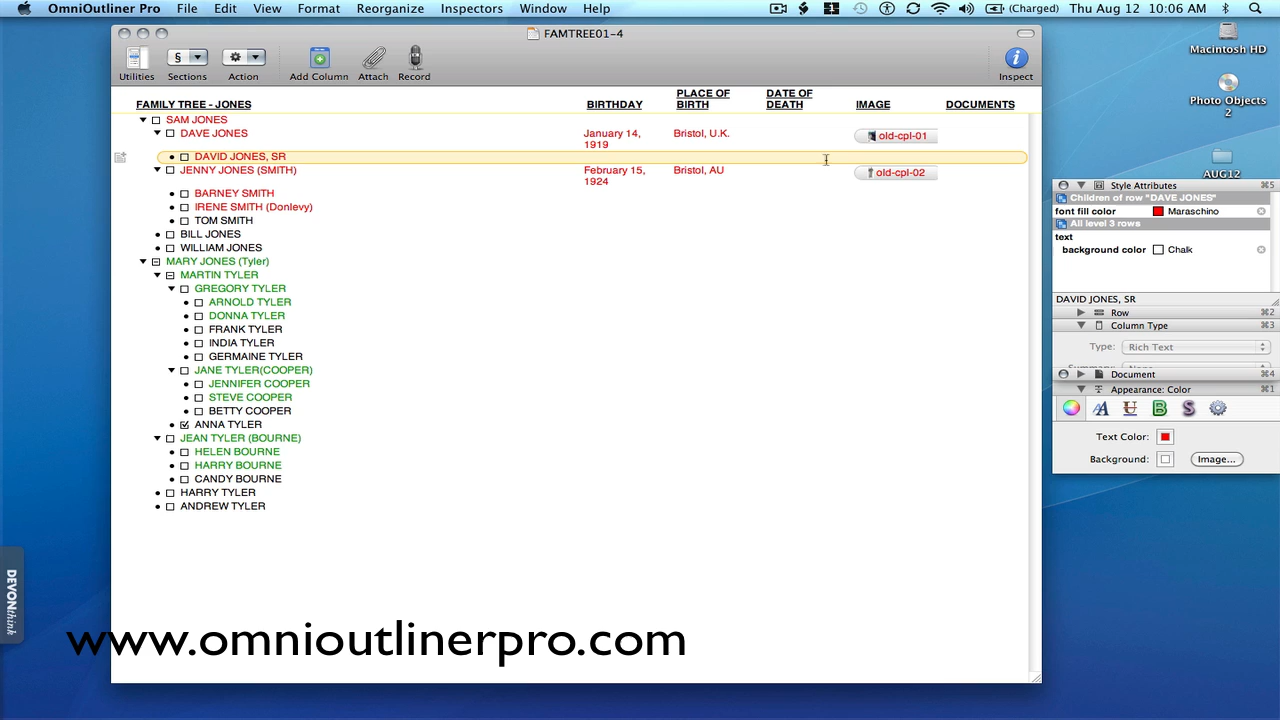 OmniOutliner Pro File Edit View Format Reorganize Inspectors Window Help 1 (Charged) Thu Aug 12 10:06 AM
FAMTREE01-4
Utilities Sections Action Add Column Attach Record Inspect
FAMILY TREE - JONES BIRTHDAY PLACE OF BIRTH DATE OF DEATH IMAGE DOCUMENTS
SAM JONES
DAVE JONES January 14, 1919 Bristol, U.K. old-cpl-01
DAVID JONES, SR
JENNY JONES (SMITH) February 15, 1924 Bristol, AU old-cpl-02
BARNEY SMITH
IRENE SMITH (Donlevy)
TOM SMITH
BILL JONES
WILLIAM JONES
MARY JONES (Tyler)
MARTIN TYLER
GREGORY TYLER
ARNOLD TYLER
DONNA TYLER
FRANK TYLER
INDIA TYLER
GERMAINE TYLER
JANE TYLER(COOPER)
JENNIFER COOPER
STEVE COOPER
BETTY COOPER
ANNA TYLER
JEAN TYLER (BOURNE)
HELEN BOURNE
HARRY BOURNE
CANDY BOURNE
HARRY TYLER
ANDREW TYLER
Macintosh HD
Photo Objects 2
AUG12
Style Attributes ⌘5
Children of row "DAVE JONES"
font fill color Maraschino
All level 3 rows
text
background color Chalk
DAVID JONES, SR
Row ⌘2
Column Type ⌘3
Type: Rich Text
Document ⌘4
Appearance: Color ⌘1
A U B S
Text Color:
Background: Image...
DEVONthink
www.omnioutlinerpro.com